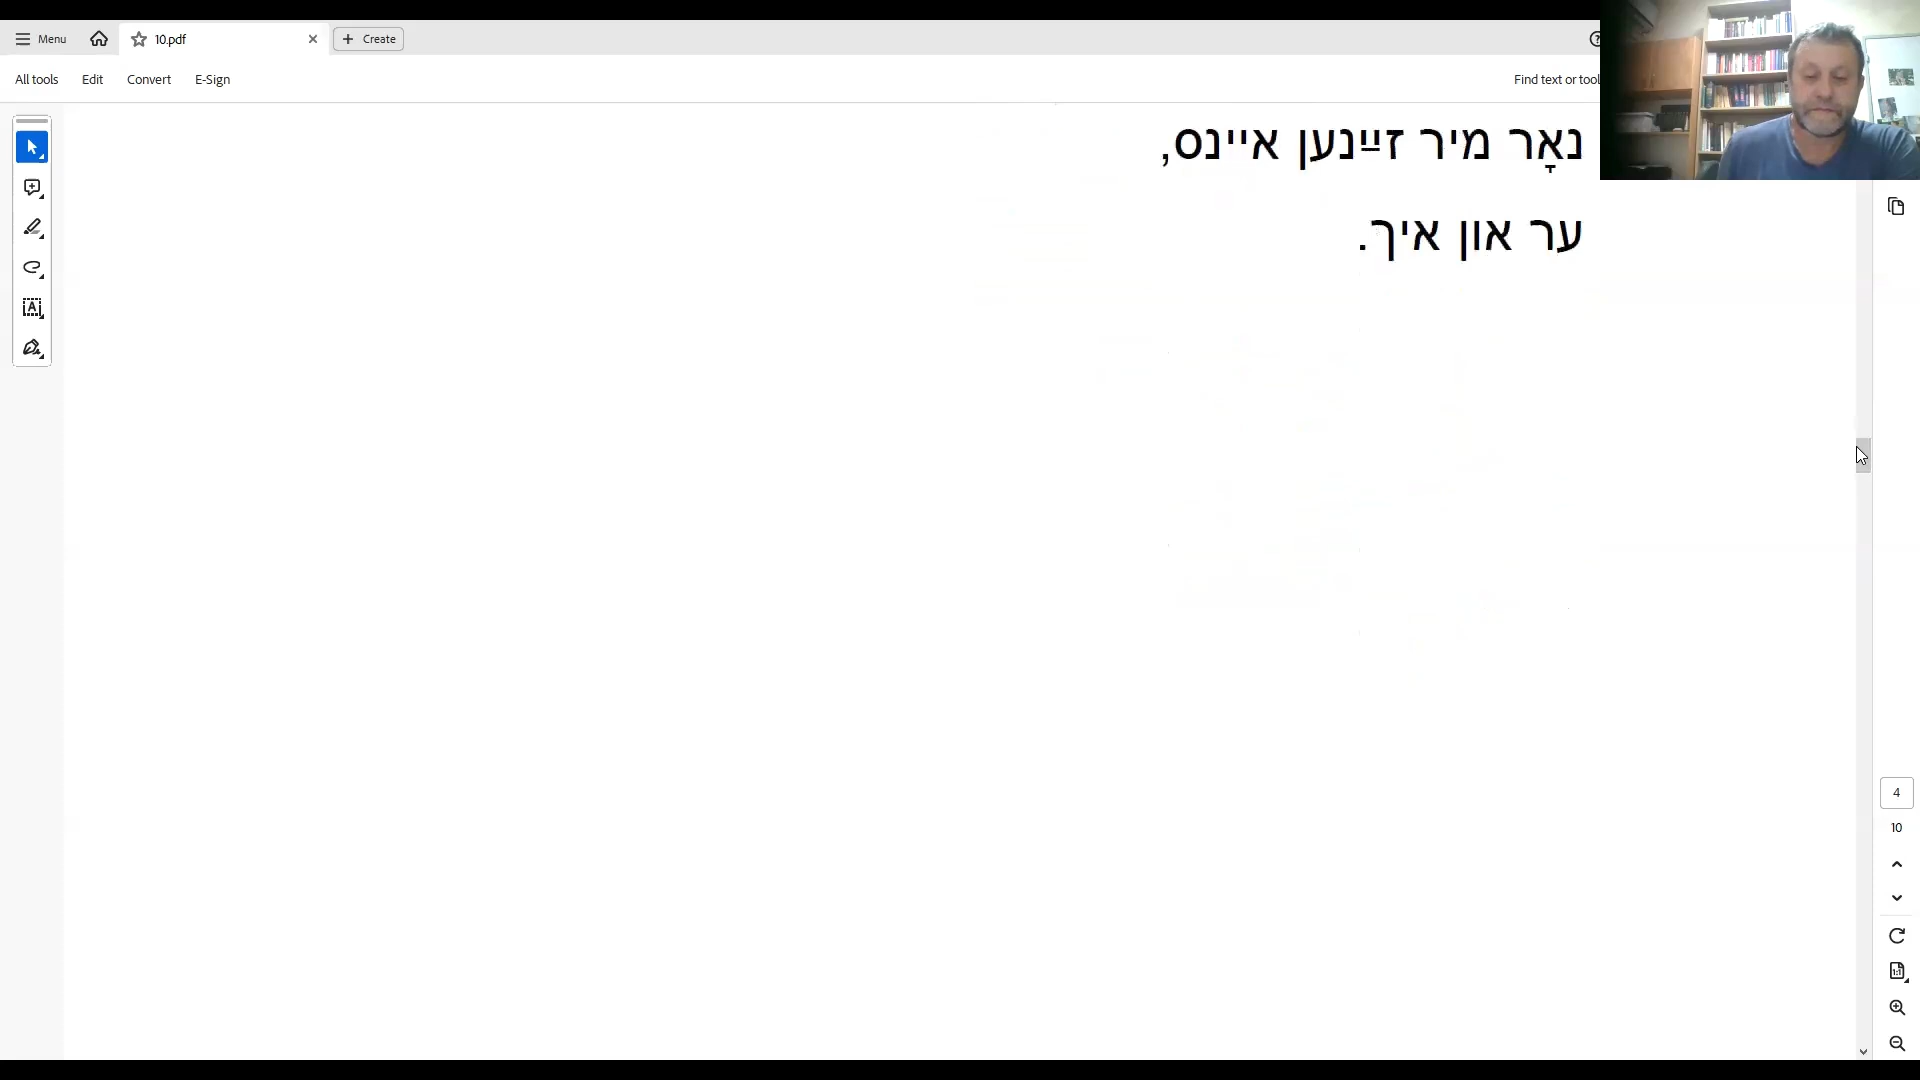 Menu
10.pdf
Create
All tools
Edit
Convert
E-Sign
Find text or tool
נאָר מיר זײַנען איינס,
ער און איך.
4
10